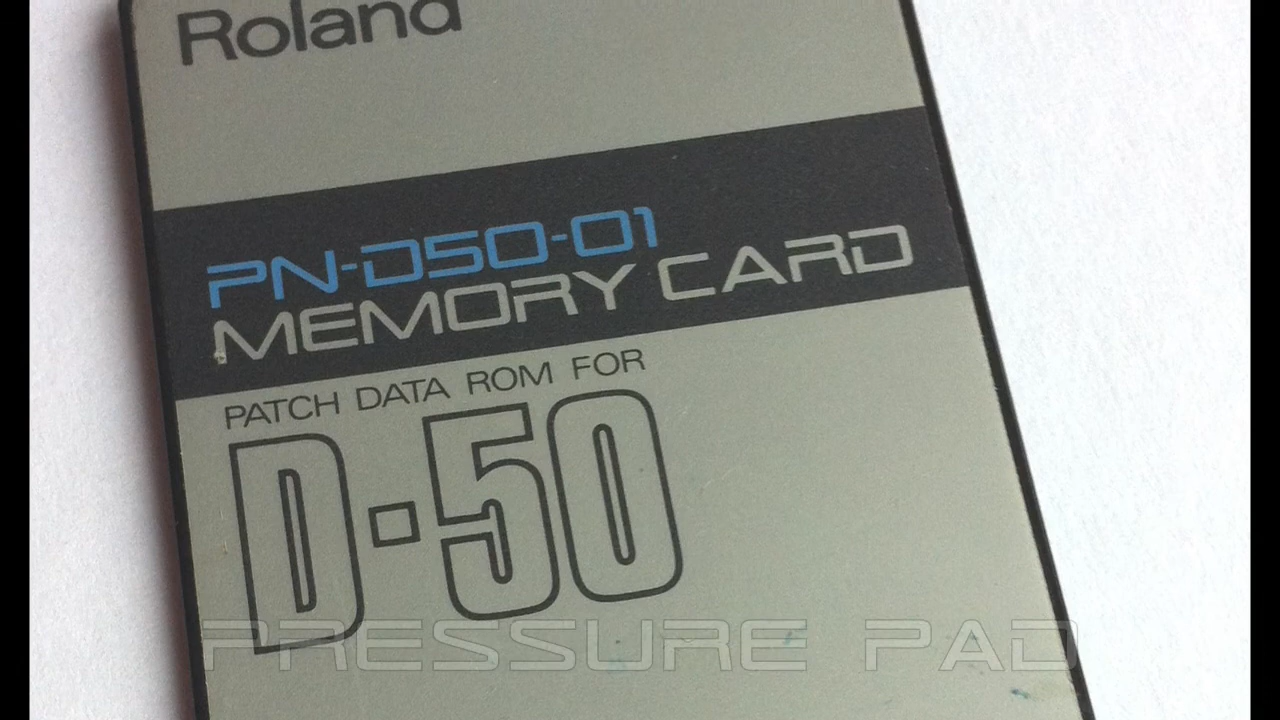 Roland
PN-D50-01
MEMORY CARD
PATCH DATA ROM FOR
D-50
PRESSURE PAD